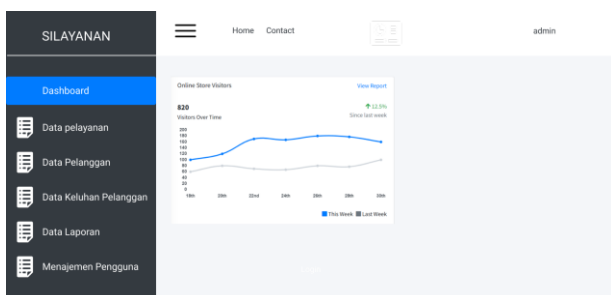 SILAYANAN
Home Contact
admin
Dashboard
Data pelayanan
Data Pelanggan
Data Keluhan Pelanggan
Data Laporan
Menajemen Pengguna
Online Store Visitors View Report
820 22.5%
Visitors Over Time Since last week
200
180
160
140
120
100
80
60
40
20
0
18th 20th 22nd 24th 26th 28th 30th
This Week Last Week